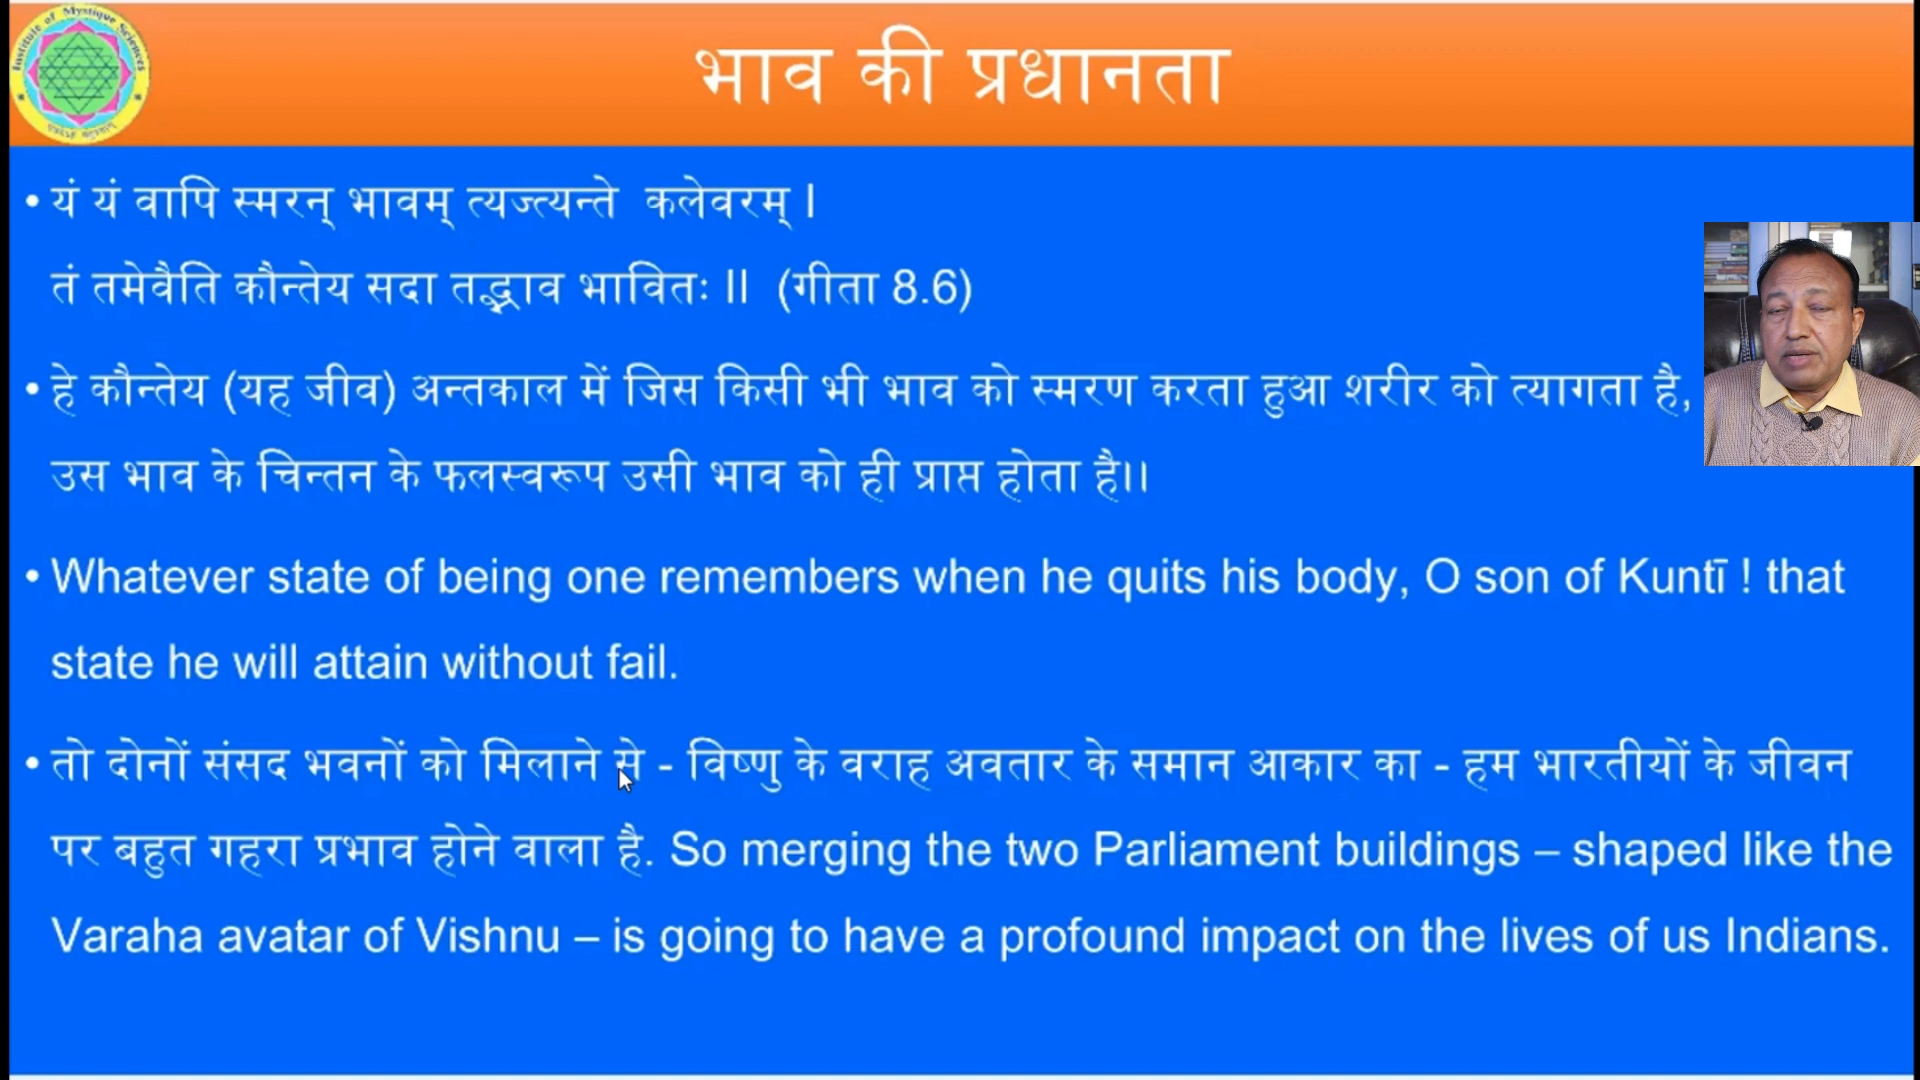 Institute of Mystique Sciences
भाव की प्रधानता
• यं यं वापि स्मरन् भावम् त्यज्त्यन्ते कलेवरम् ।
तं तमेवैति कौन्तेय सदा तद्भाव भावितः ॥ (गीता 8.6)
• हे कौन्तेय (यह जीव) अन्तकाल में जिस किसी भी भाव को स्मरण करता हुआ शरीर को त्यागता है,
उस भाव के चिन्तन के फलस्वरूप उसी भाव को ही प्राप्त होता है।।
• Whatever state of being one remembers when he quits his body, O son of Kuntī ! that
state he will attain without fail.
• तो दोनों संसद भवनों को मिलाने से - विष्णु के वराह अवतार के समान आकार का - हम भारतीयों के जीवन
पर बहुत गहरा प्रभाव होने वाला है. So merging the two Parliament buildings – shaped like the
Varaha avatar of Vishnu – is going to have a profound impact on the lives of us Indians.